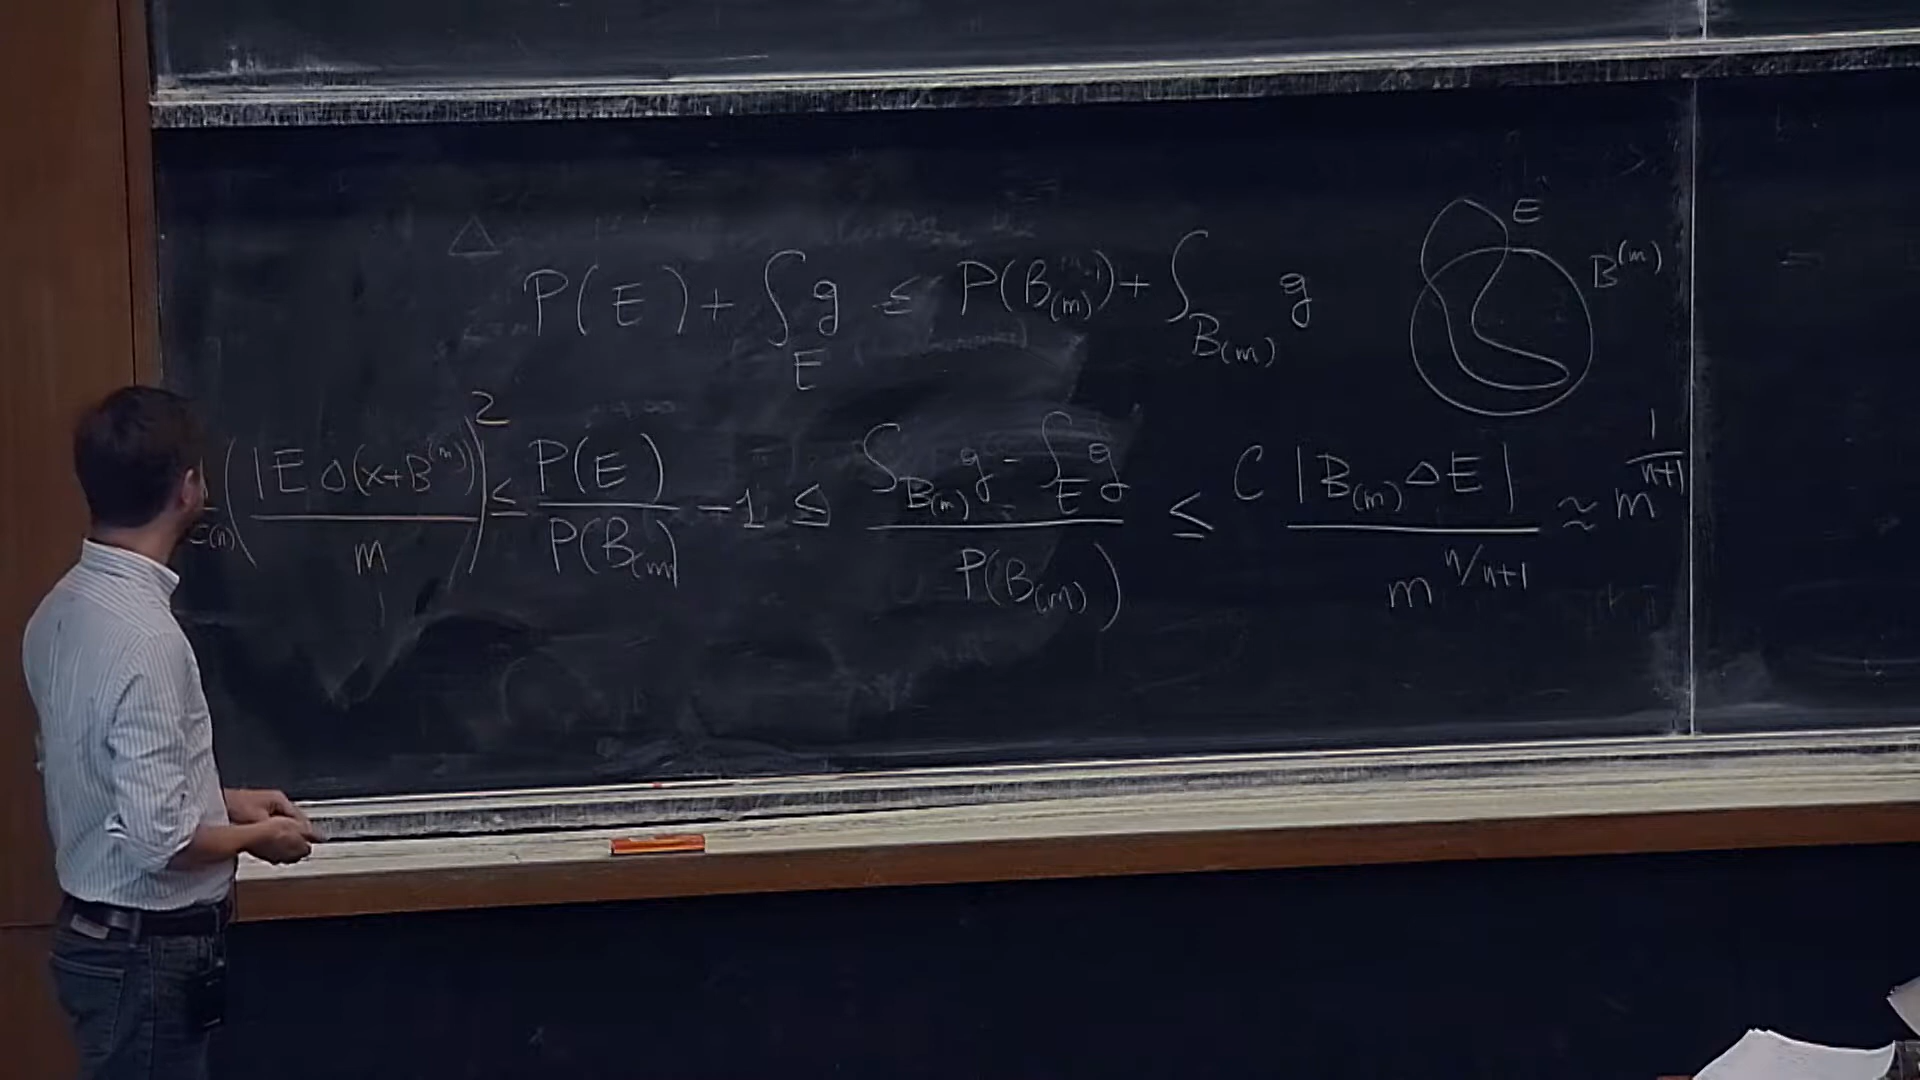 P(E) + ∫_E g ≤ P(B_(m)) + ∫_{B_(m)} g
E
B^(m)
C(n) ( |E Δ (x+B^(m))| / m )^2 ≤ P(E) / P(B_(m)) - 1 ≤ ( ∫_{B_(m)} g - ∫_E g ) / P(B_(m)) ≤ C |B_(m) Δ E| / m^{n/n+1} ≈ m^{1/n+1}